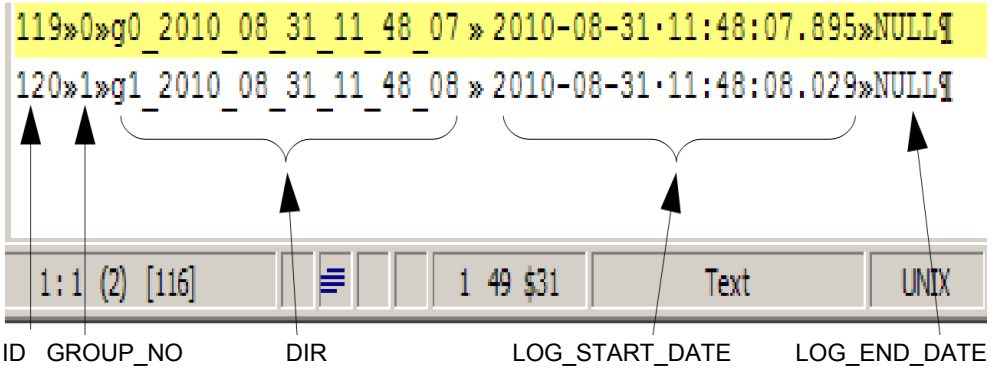 119»0»g0_2010_08_31_11_48_07 » 2010-08-31·11:48:07.895»NULL¶
120»1»g1_2010_08_31_11_48_08 » 2010-08-31·11:48:08.029»NULL¶
1:1 (2) [116] 1 49 $31 Text UNIX
ID GROUP_NO DIR LOG_START_DATE LOG_END_DATE